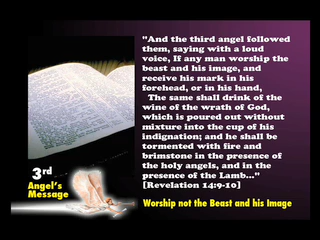 "And the third angel followed
them, saying with a loud
voice, If any man worship the
beast and his image, and
receive his mark in his
forehead, or in his hand,
The same shall drink of the
wine of the wrath of God,
which is poured out without
mixture into the cup of his
indignation; and he shall be
tormented with fire and
brimstone in the presence of
the holy angels, and in the
presence of the Lamb..."
[Revelation 14:9-10]
3rd
Angel's
Message
Worship not the Beast and his Image